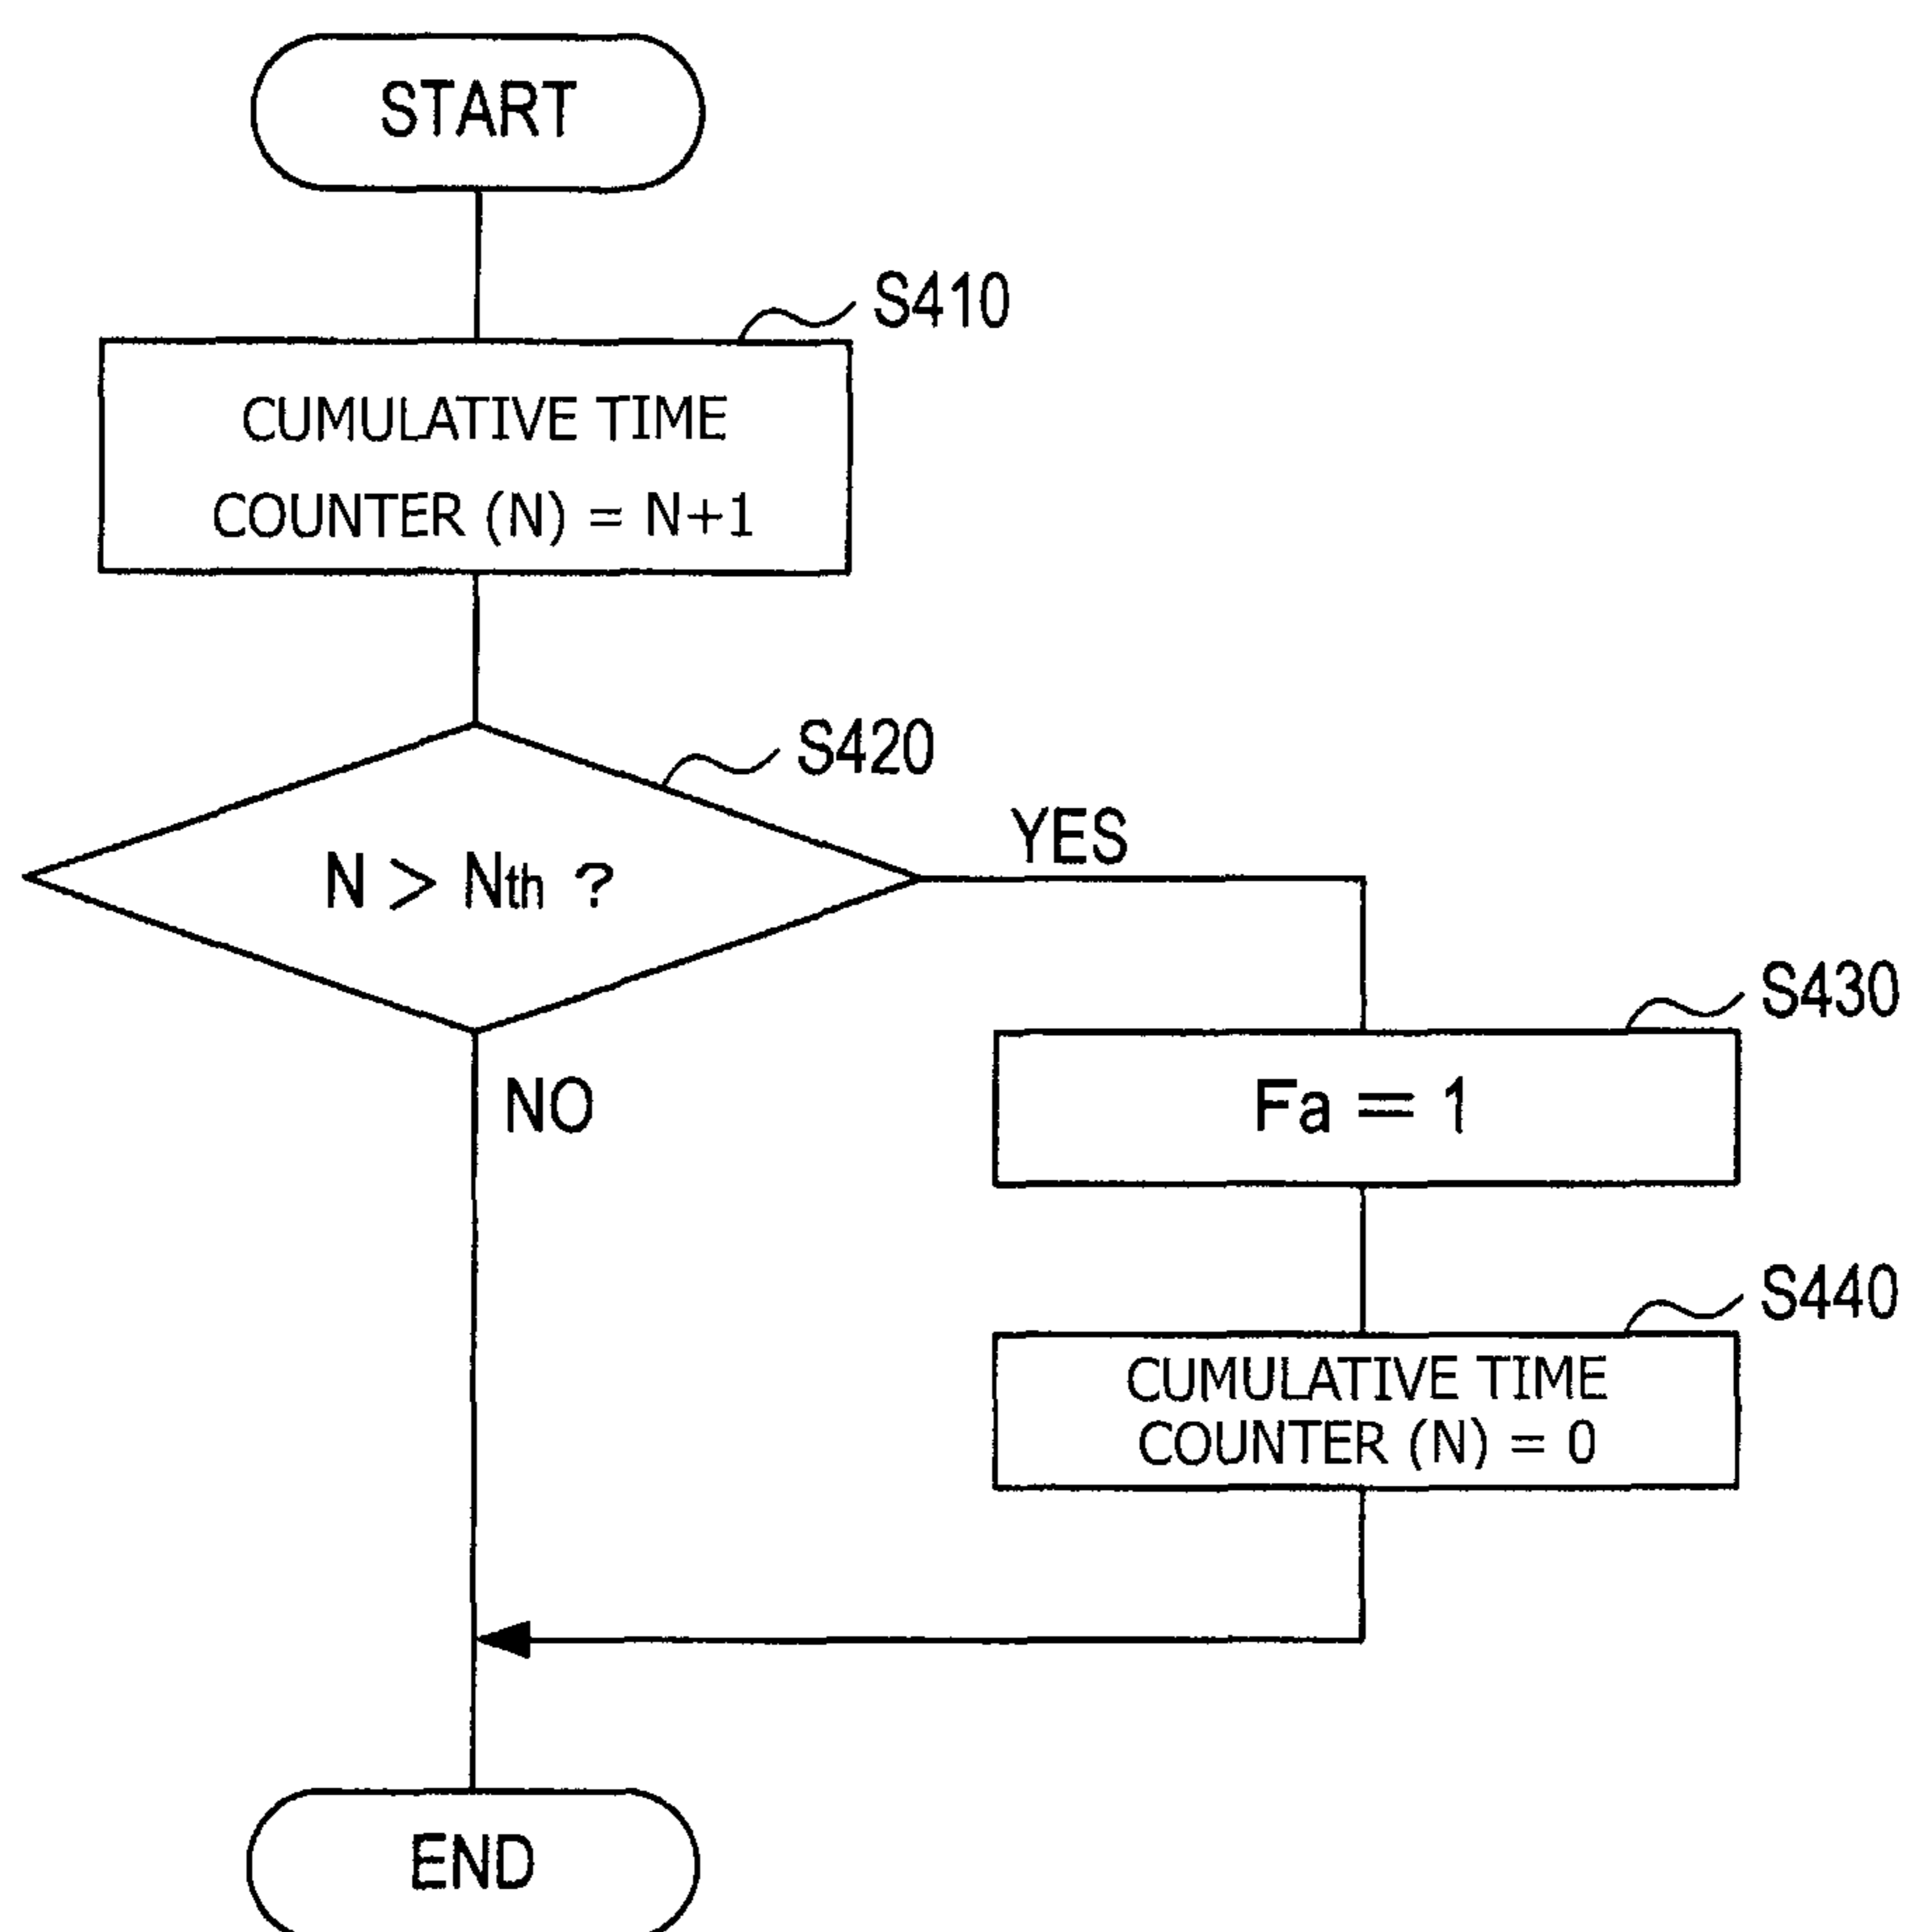 START
S410
CUMULATIVE TIME
COUNTER (N) = N+1
S420
N > Nth ?
YES
NO
S430
Fa = 1
S440
CUMULATIVE TIME
COUNTER (N) = 0
END